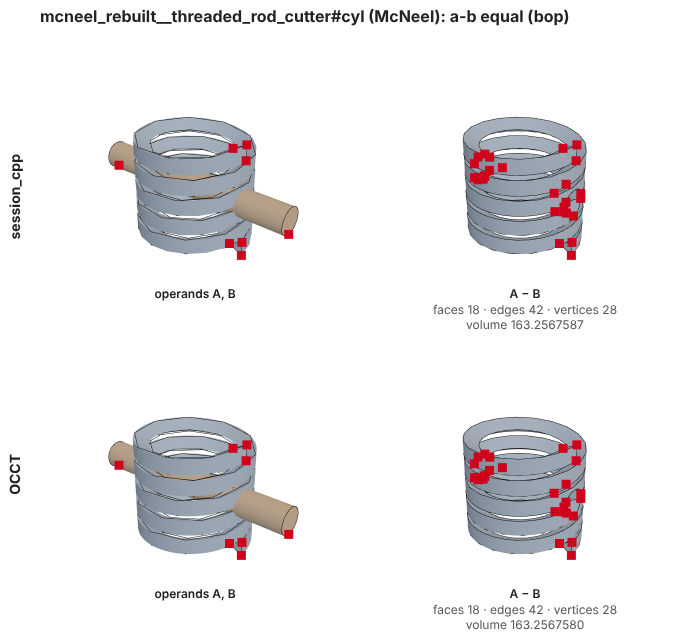 mcneel_rebuilt__threaded_rod_cutter#cyl (McNeel): a-b equal (bop)
session_cpp
operands A, B
A − B
faces 18 · edges 42 · vertices 28
volume 163.2567587
OCCT
operands A, B
A − B
faces 18 · edges 42 · vertices 28
volume 163.2567580